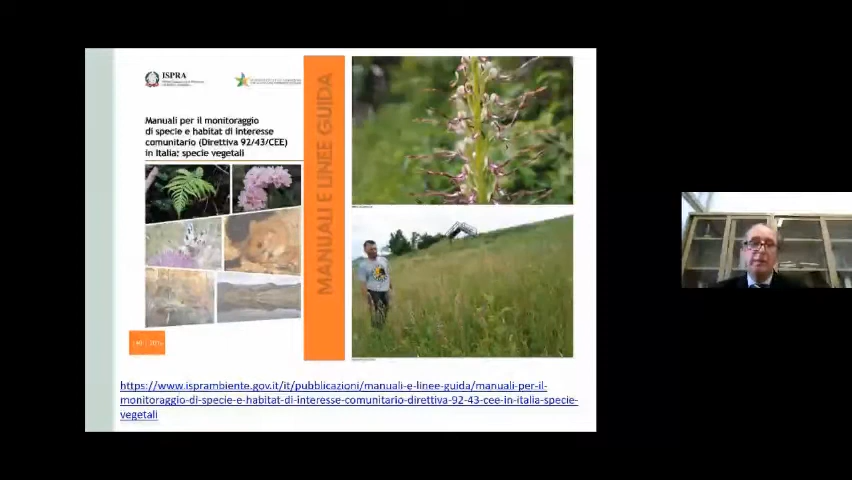 ISPRA
Manuali per il monitoraggio
di specie e habitat di interesse
comunitario (Direttiva 92/43/CEE)
in Italia: specie vegetali
MANUALI E LINEE GUIDA
https://www.isprambiente.gov.it/it/pubblicazioni/manuali-e-linee-guida/manuali-per-il-
monitoraggio-di-specie-e-habitat-di-interesse-comunitario-direttiva-92-43-cee-in-italia-specie-
vegetali